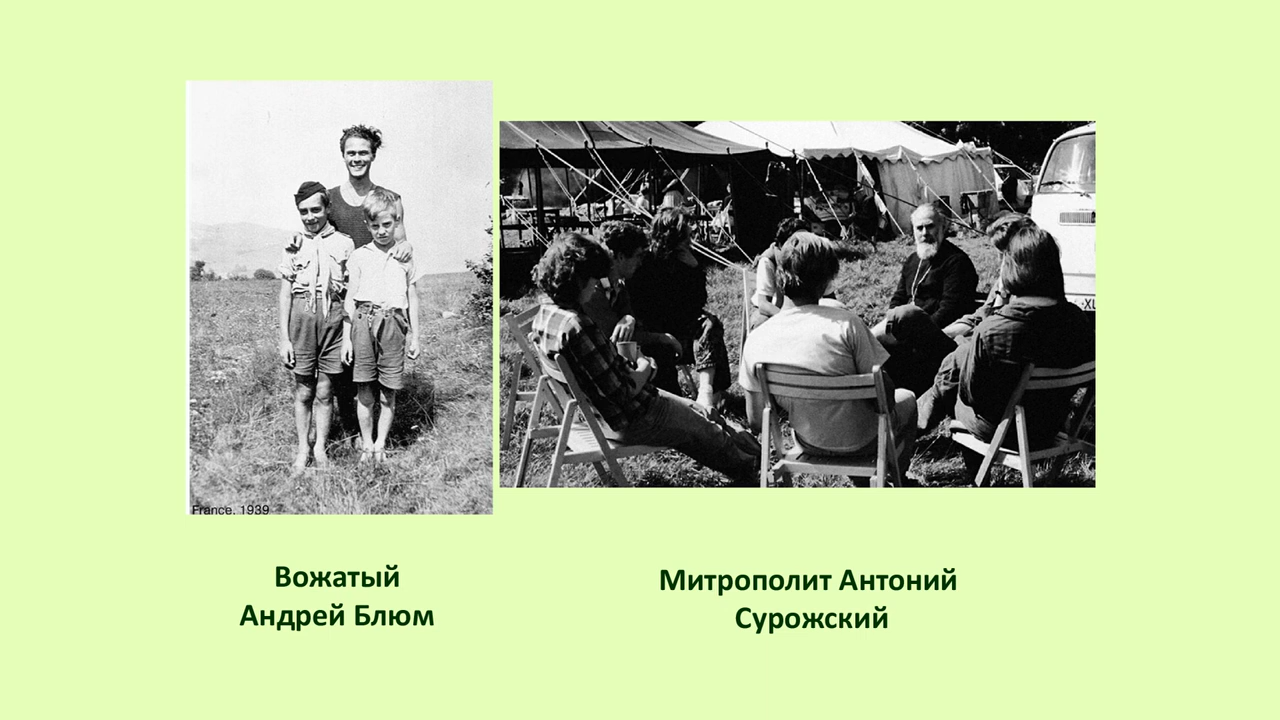 France, 1939
Вожатый
Андрей Блюм
Митрополит Антоний
Сурожский